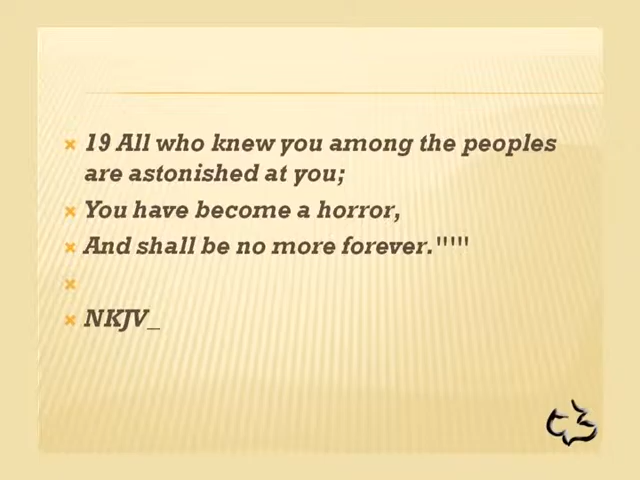 19 All who knew you among the peoples
are astonished at you;
You have become a horror,
And shall be no more forever."'"
NKJV_